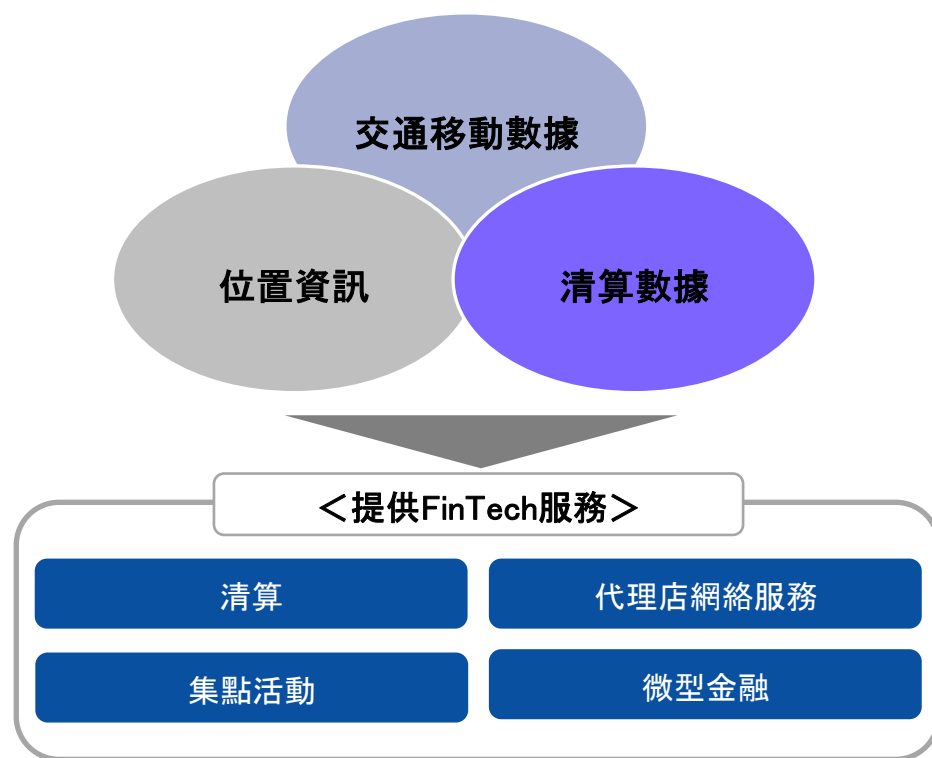 交通移動數據
位置資訊
清算數據
＜提供FinTech服務＞
清算
代理店網絡服務
集點活動
微型金融